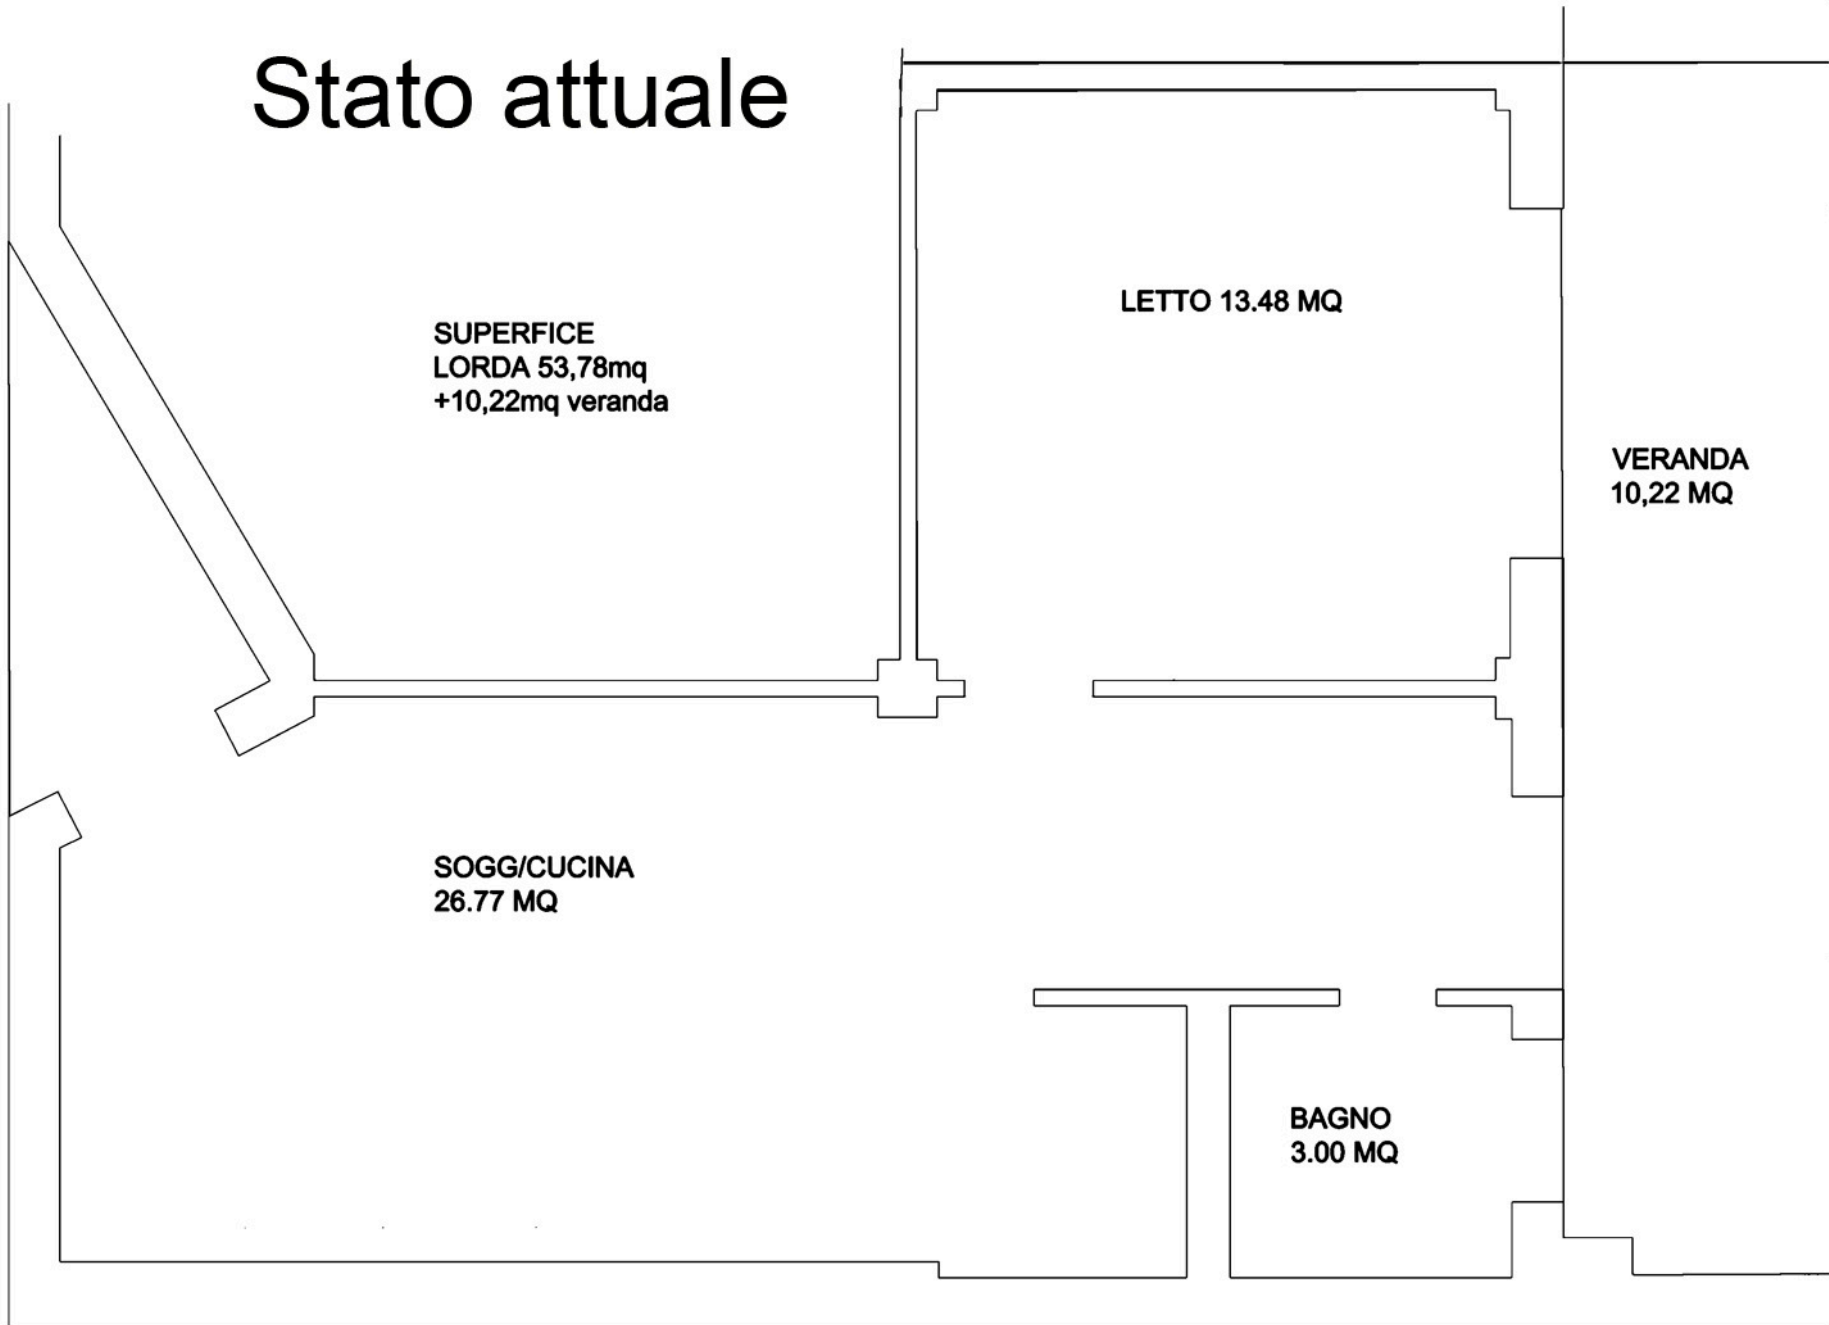 Stato attuale
LETTO 13.48 MQ
SUPERFICE
LORDA 53,78mq
+10,22mq veranda
VERANDA
10,22 MQ
SOGG/CUCINA
26.77 MQ
BAGNO
3.00 MQ